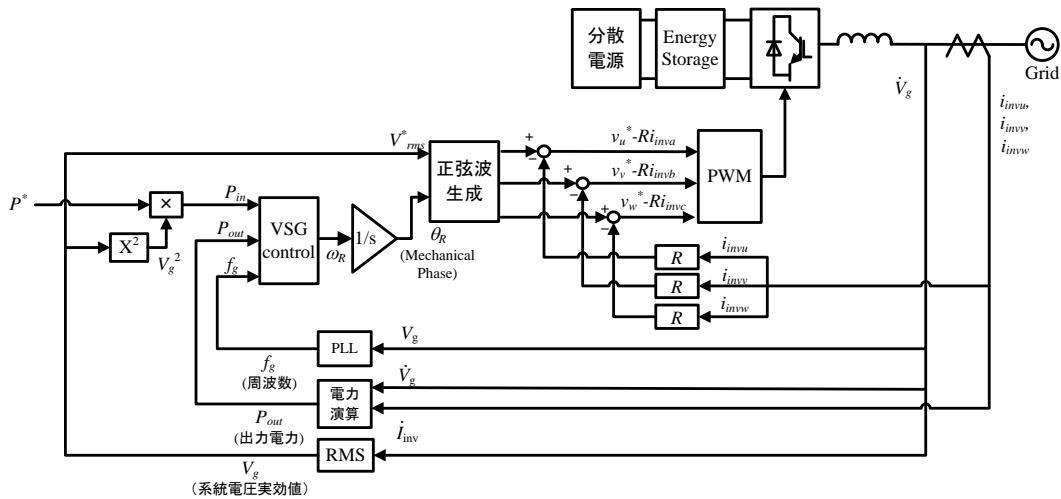 分散
電源
Energy
Storage
Grid
V̇g
iinvu,
iinvv,
iinvw
V*rms
正弦波
生成
+
−
vu*-Riinva
+
−
vv*-Riinvb
+
−
vw*-Riinvc
PWM
P*
×
Pin
X2
Vg2
Pout
fg
VSG
control
ωR
1/s
θR
(Mechanical
Phase)
R
iinvu
R
iinvv
R
iinvw
PLL
Vg
fg
(周波数)
電力
演算
V̇g
Pout
(出力電力)
İinv
RMS
Vg
(系統電圧実効値)